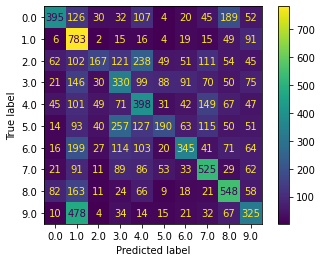 0.0 395 126 30 32 107 4 20 45 189 52
1.0 6 783 2 15 16 4 19 15 49 91
2.0 62 102 167 121 238 49 51 111 54 45
3.0 21 146 30 330 99 88 91 70 50 75
4.0 45 101 49 71 398 31 42 149 67 47
5.0 14 93 40 257 127 190 63 115 51 51
6.0 16 199 27 114 103 20 345 41 71 64
7.0 21 91 11 89 86 53 33 525 29 62
8.0 82 163 11 24 66 9 18 21 548 58
9.0 10 478 4 34 14 15 21 32 67 325
0.0 1.0 2.0 3.0 4.0 5.0 6.0 7.0 8.0 9.0
Predicted label
True label
700
600
500
400
300
200
100